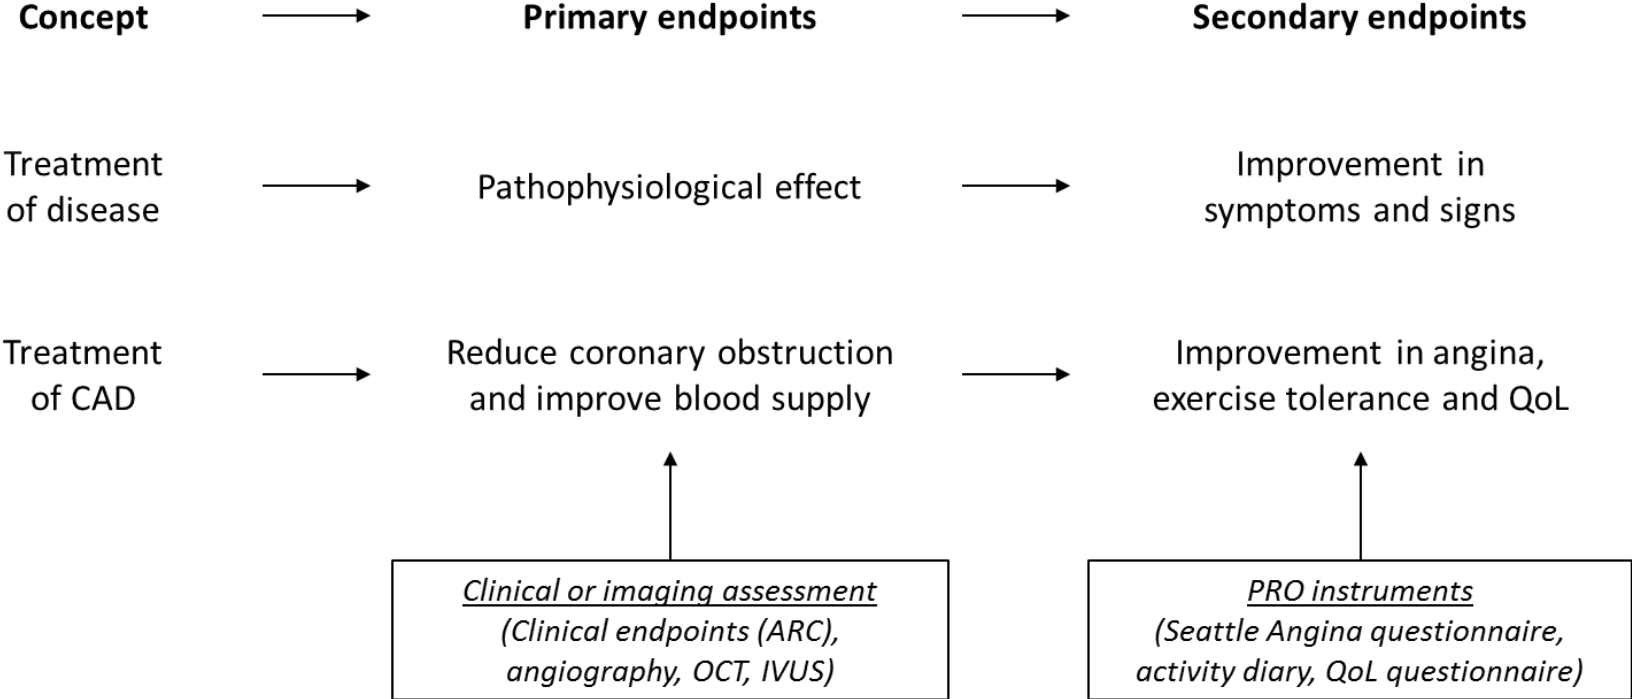 Concept
Primary endpoints
Secondary endpoints
Treatment
of disease
Pathophysiological effect
Improvement in
symptoms and signs
Treatment
of CAD
Reduce coronary obstruction
and improve blood supply
Improvement in angina,
exercise tolerance and QoL
Clinical or imaging assessment
(Clinical endpoints (ARC),
angiography, OCT, IVUS)
PRO instruments
(Seattle Angina questionnaire,
activity diary, QoL questionnaire)